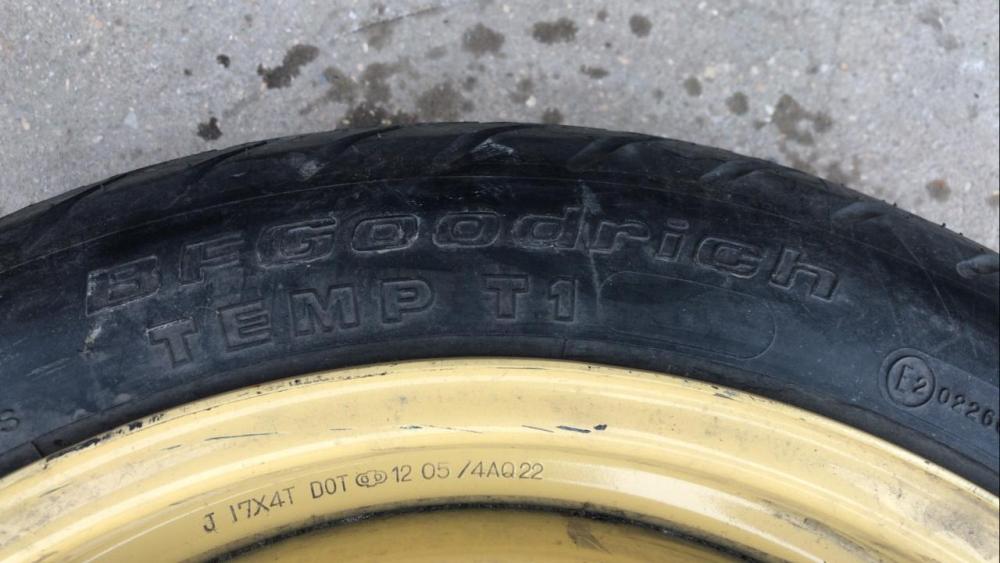 BFGoodrich
TEMP T1
S
E2 0226
J 17X4T DOT 12 05 /4AQ22